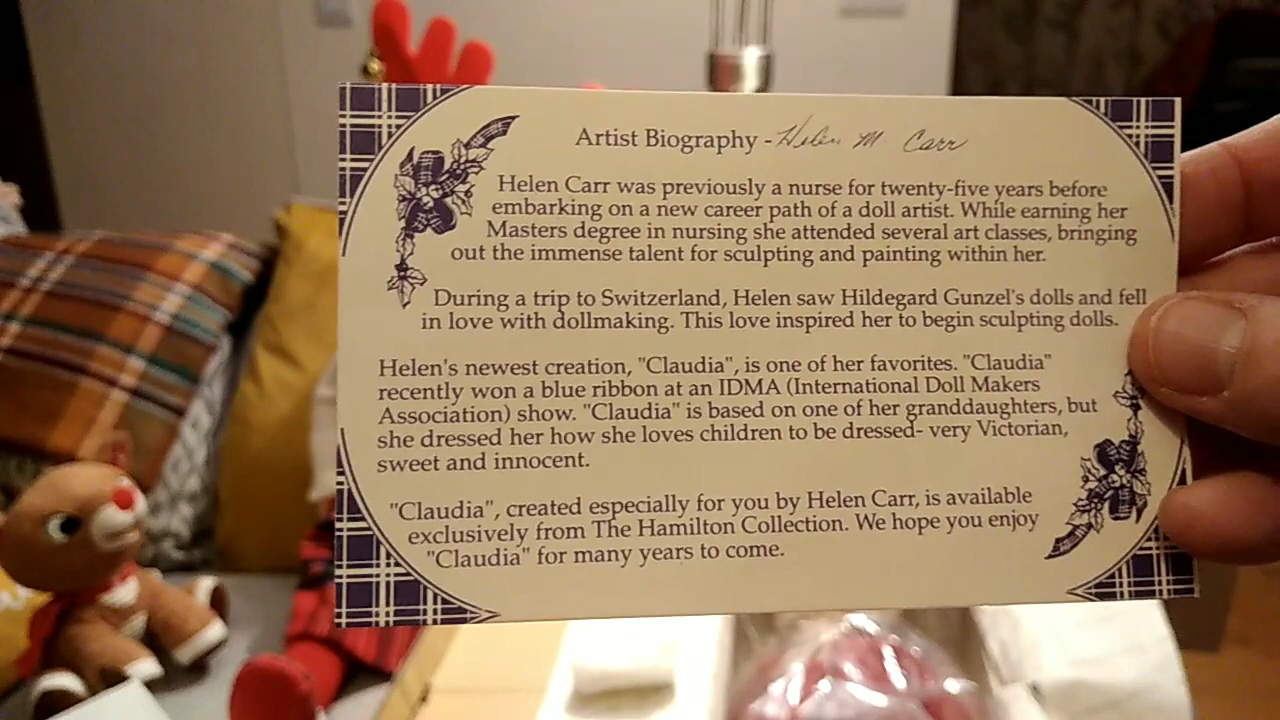 Artist Biography - Helen M Carr
Helen Carr was previously a nurse for twenty-five years before
embarking on a new career path of a doll artist. While earning her
Masters degree in nursing she attended several art classes, bringing
out the immense talent for sculpting and painting within her.
During a trip to Switzerland, Helen saw Hildegard Gunzel's dolls and fell
in love with dollmaking. This love inspired her to begin sculpting dolls.
Helen's newest creation, "Claudia", is one of her favorites. "Claudia"
recently won a blue ribbon at an IDMA (International Doll Makers
Association) show. "Claudia" is based on one of her granddaughters, but
she dressed her how she loves children to be dressed- very Victorian,
sweet and innocent.
"Claudia", created especially for you by Helen Carr, is available
exclusively from The Hamilton Collection. We hope you enjoy
"Claudia" for many years to come.